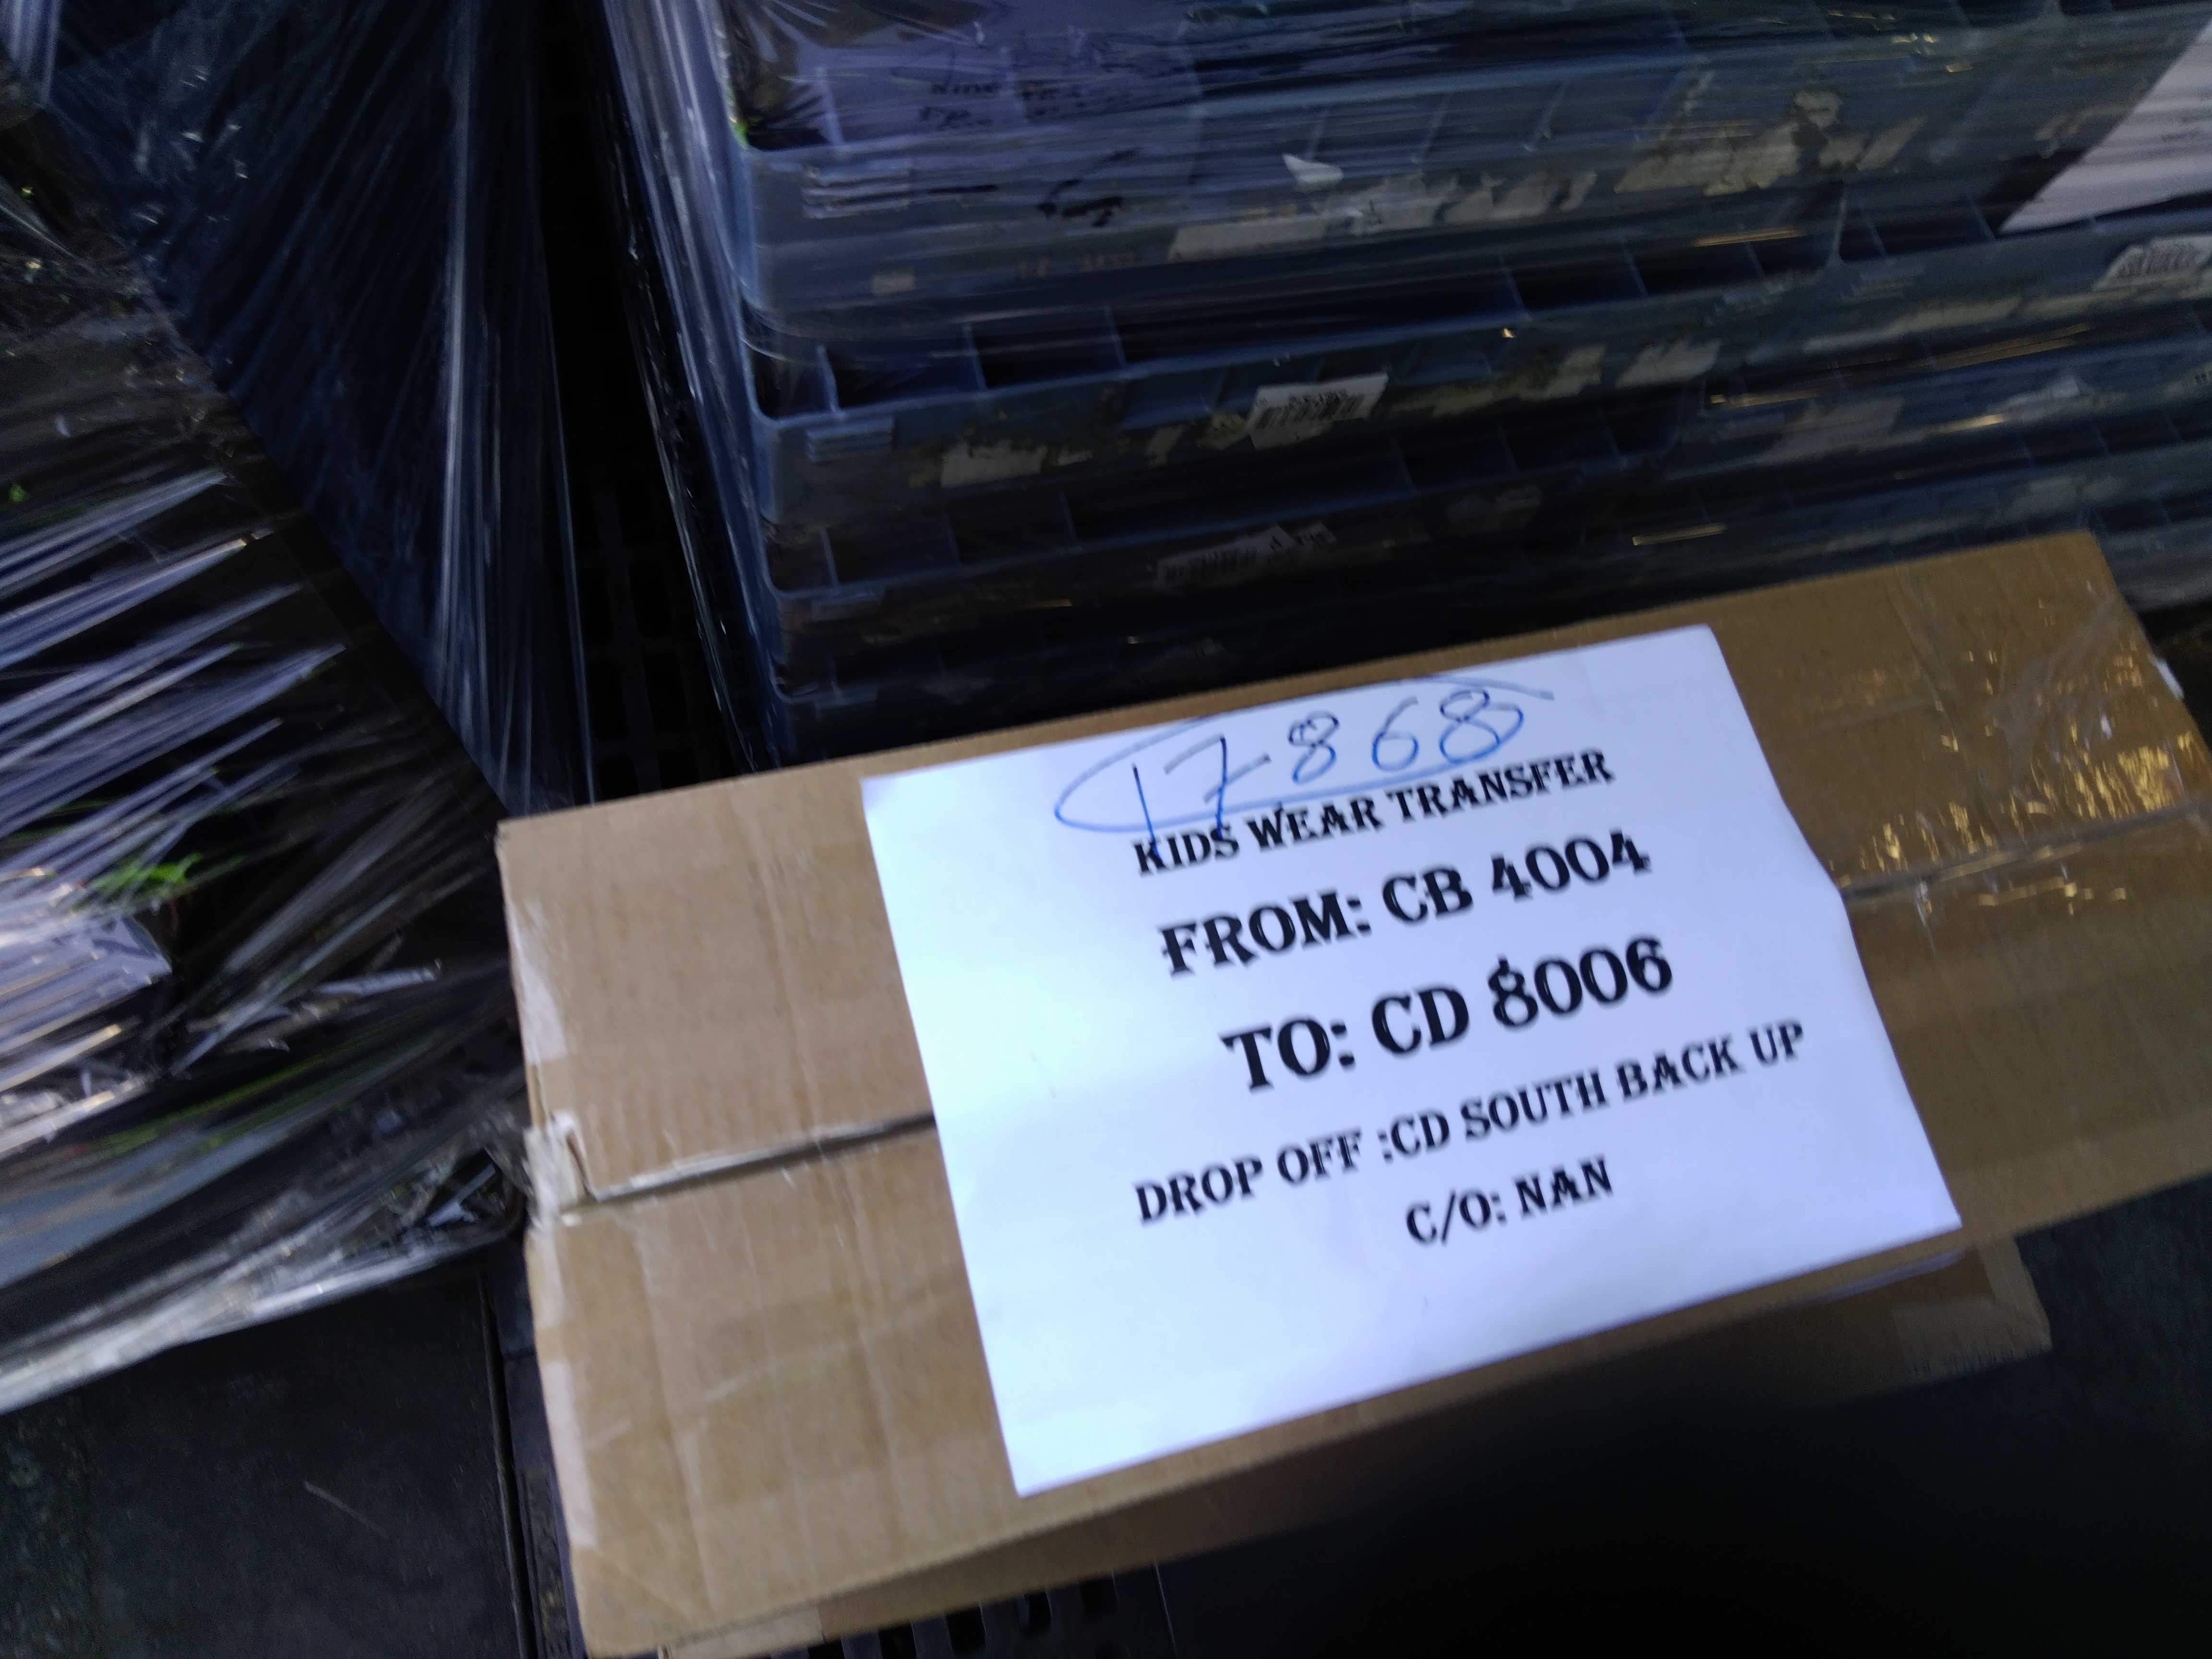 17868
KIDS WEAR TRANSFER
FROM: CB 4004
TO: CD 8006
DROP OFF :CD SOUTH BACK UP
C/O: NAN